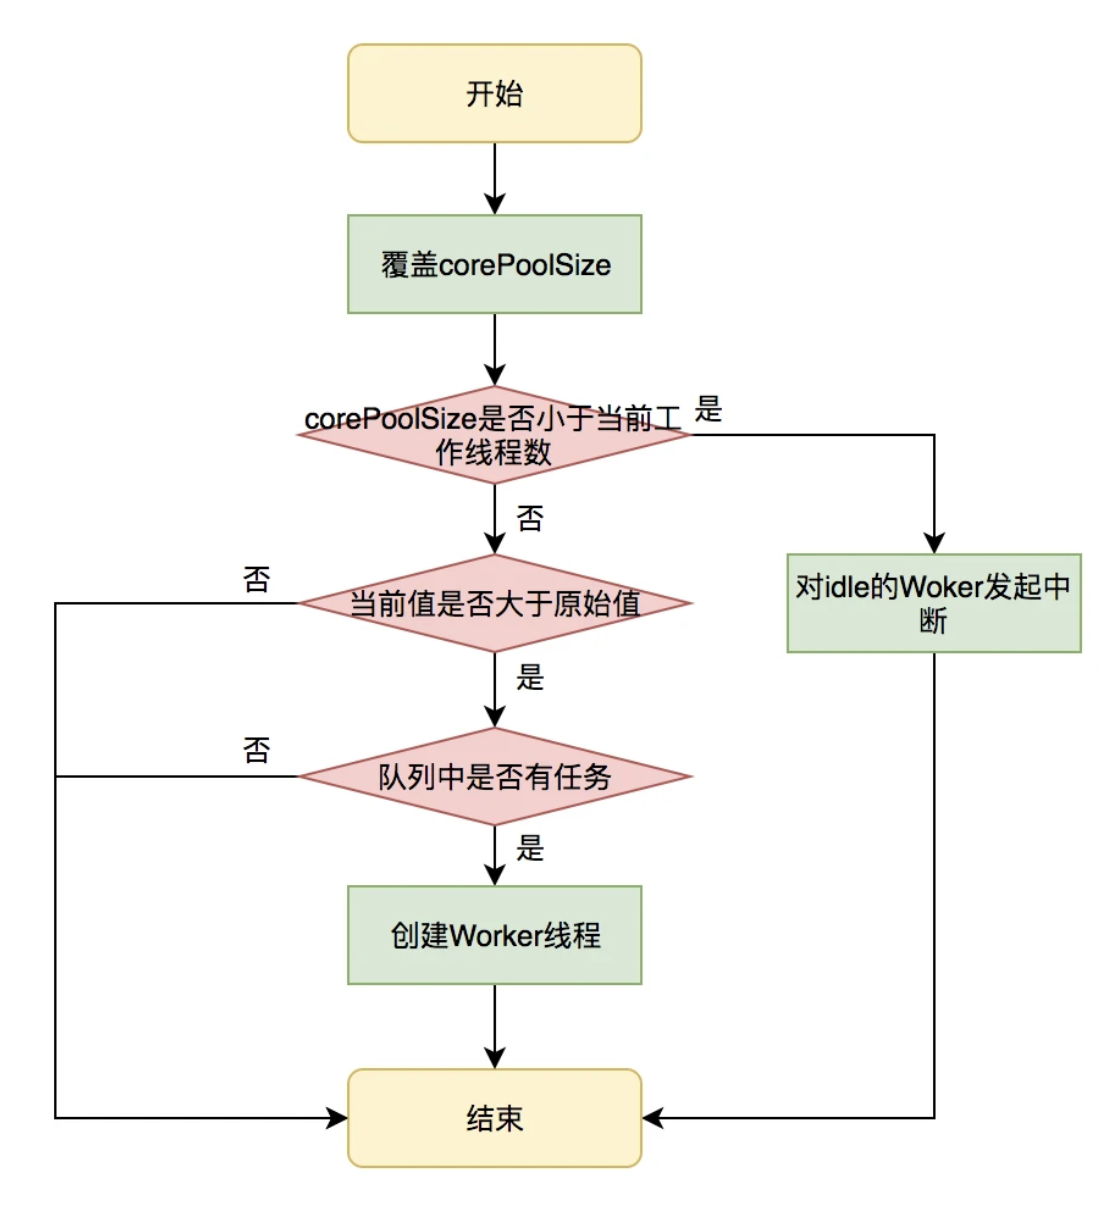 开始
覆盖corePoolSize
corePoolSize是否小于当前工
作线程数
是
否
对idle的Woker发起中
断
否
当前值是否大于原始值
是
否
队列中是否有任务
是
创建Worker线程
结束